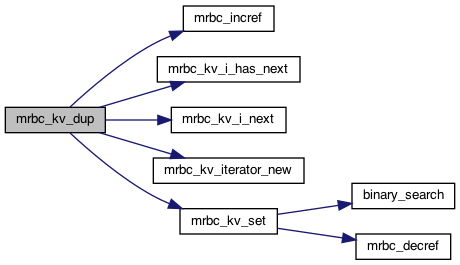 mrbc_incref
mrbc_kv_i_has_next
mrbc_kv_dup
mrbc_kv_i_next
mrbc_kv_iterator_new
binary_search
mrbc_kv_set
mrbc_decref